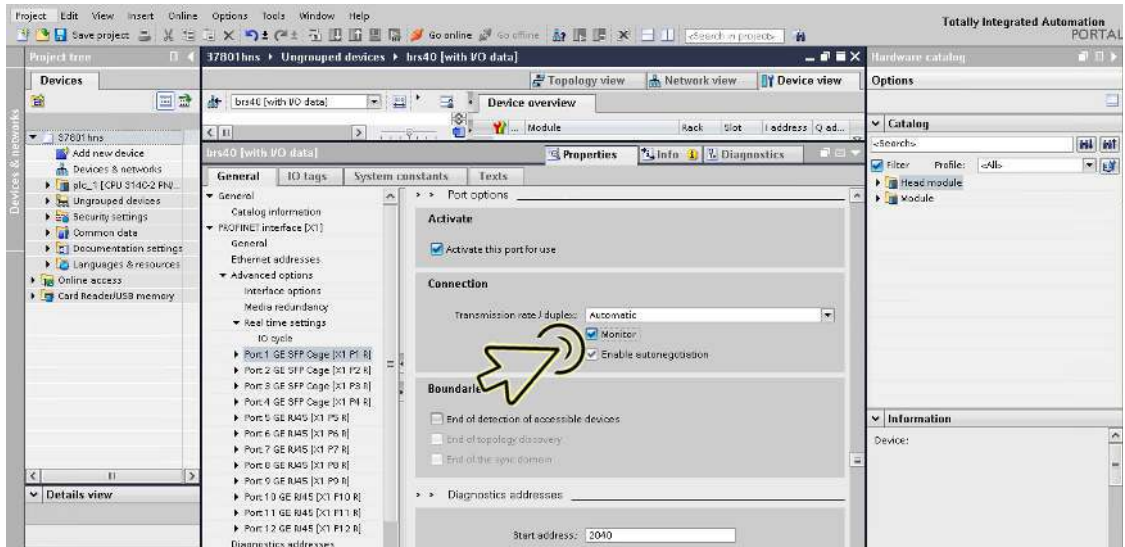 Project Edit View Insert Online Options Tools Window Help
Totally Integrated Automation
PORTAL
Save project
Go online
Go offline
<Search in project>
Project tree
37801hns Ungrouped devices brs40 [with I/O data]
Hardware catalog
Devices
Topology view
Network view
Device view
Options
Devices & networks
brs40 [with I/O data]
Device overview
... Module Rack Slot I address Q ad...
Catalog
<Search>
Filter Profile: <All>
Head module
Module
37801hns
Add new device
Devices & networks
plc_1 [CPU 314C-2 PN/...
Ungrouped devices
Security settings
Common data
Documentation settings
Languages & resources
Online access
Card Reader/USB memory
Details view
brs40 [with I/O data]
Properties
Info
Diagnostics
General IO tags System constants Texts
General
Catalog information
PROFINET interface [X1]
General
Ethernet addresses
Advanced options
Interface options
Media redundancy
Real time settings
IO cycle
Port 1 GE SFP Cage [X1 P1 R]
Port 2 GE SFP Cage [X1 P2 R]
Port 3 GE SFP Cage [X1 P3 R]
Port 4 GE SFP Cage [X1 P4 R]
Port 5 GE RJ45 [X1 P5 R]
Port 6 GE RJ45 [X1 P6 R]
Port 7 GE RJ45 [X1 P7 R]
Port 8 GE RJ45 [X1 P8 R]
Port 9 GE RJ45 [X1 P9 R]
Port 10 GE RJ45 [X1 P10 R]
Port 11 GE RJ45 [X1 P11 R]
Port 12 GE RJ45 [X1 P12 R]
Diagnostics addresses
> > Port options
Activate
Activate this port for use
Connection
Transmission rate / duplex: Automatic
Monitor
Enable autonegotiation
Boundaries
End of detection of accessible devices
End of topology discovery
End of the sync domain
> > Diagnostics addresses
Start address: 2040
Information
Device: